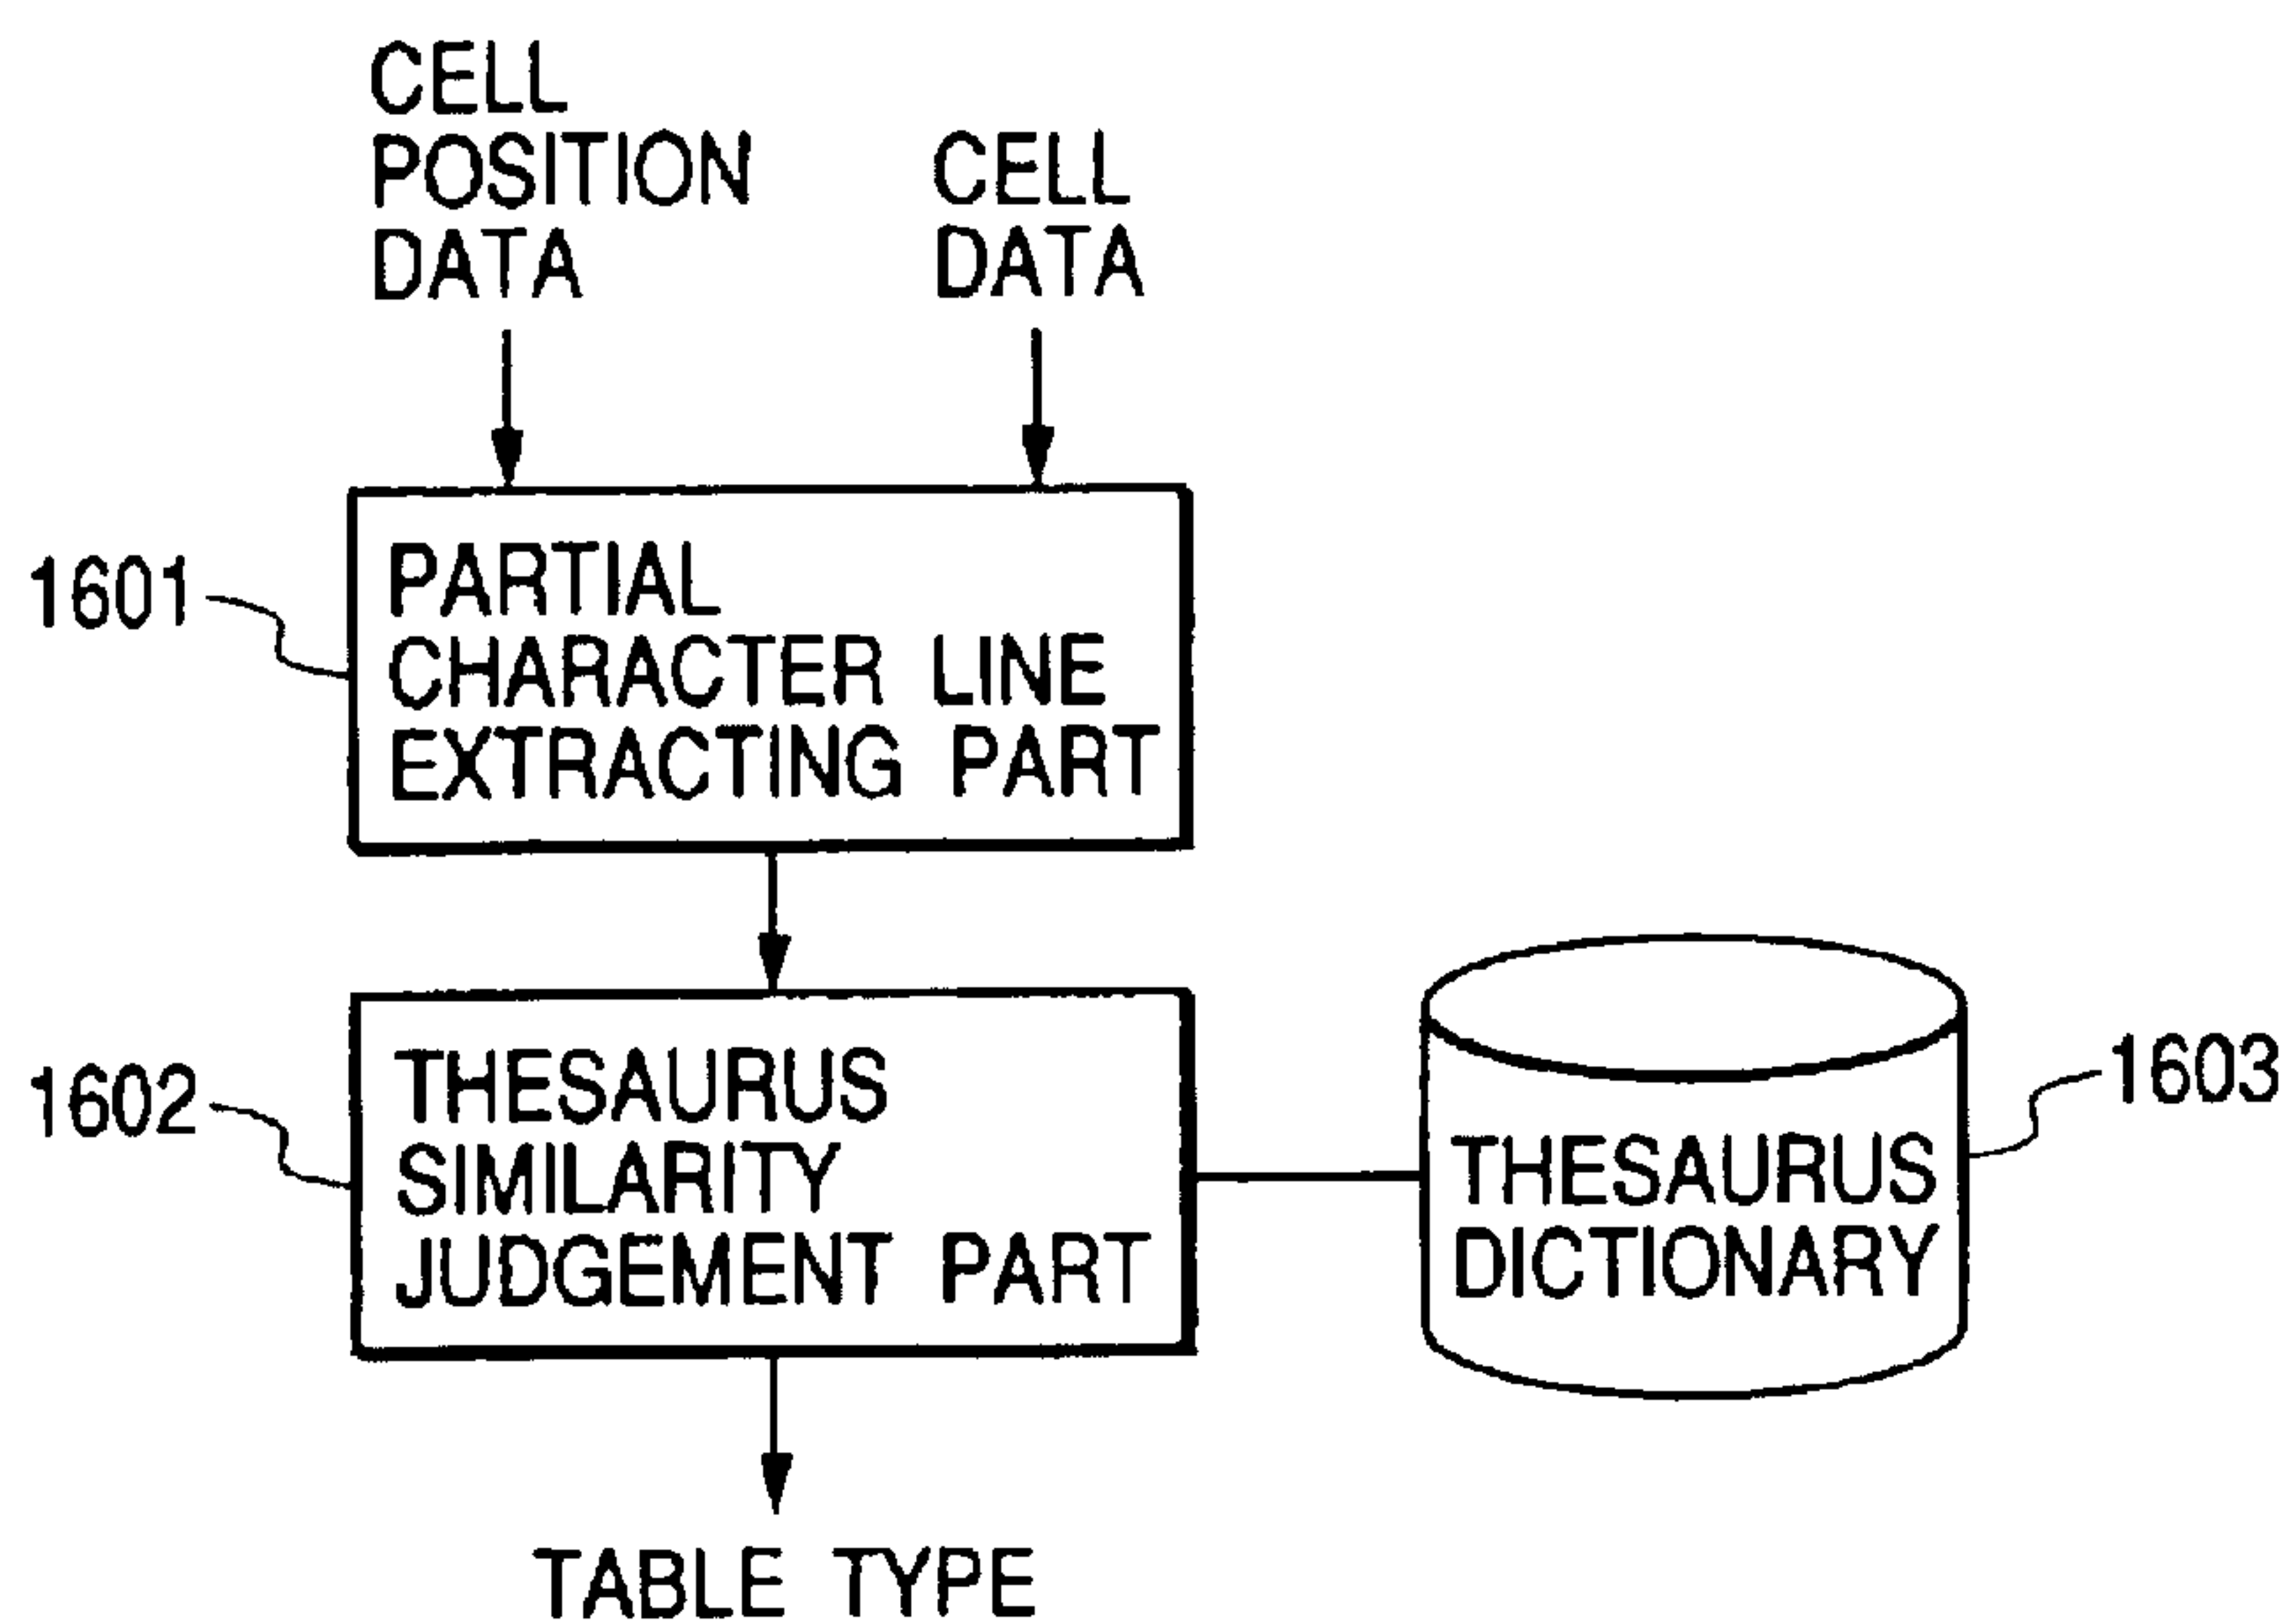 CELL
POSITION
DATA
CELL
DATA
1601
PARTIAL
CHARACTER LINE
EXTRACTING PART
1602
THESAURUS
SIMILARITY
JUDGEMENT PART
1603
THESAURUS
DICTIONARY
TABLE TYPE